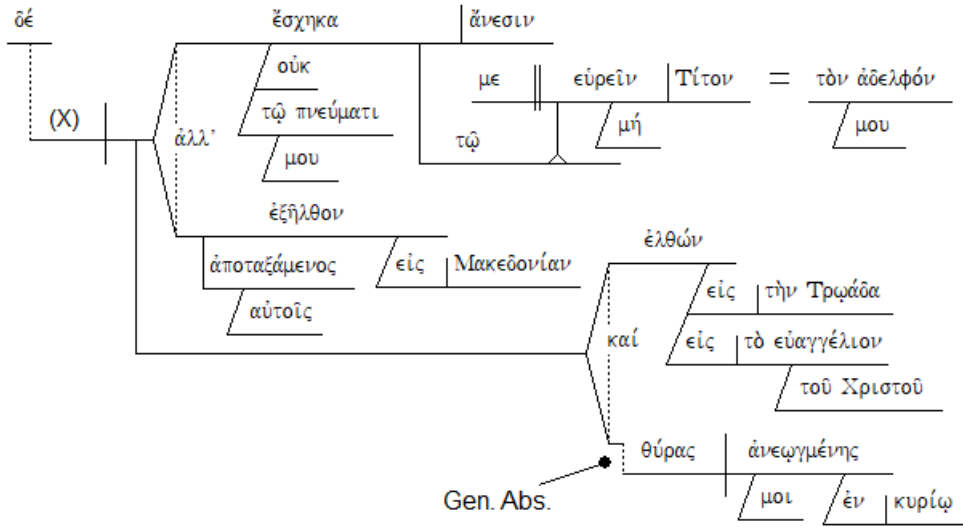 δέ ἔσχηκα ἄνεσιν
οὐκ με εὑρεῖν Τίτον = τὸν ἀδελφόν
(X) ἀλλ’ τῷ πνεύματι τῷ μή μου
μου
ἐξῆλθον
ἀποταξάμενος εἰς Μακεδονίαν ἐλθών
αὐτοῖς εἰς τὴν Τρῳάδα
καί εἰς τὸ εὐαγγέλιον
τοῦ Χριστοῦ
θύρας ἀνεῳγμένης
Gen. Abs. μοι ἐν κυρίῳ